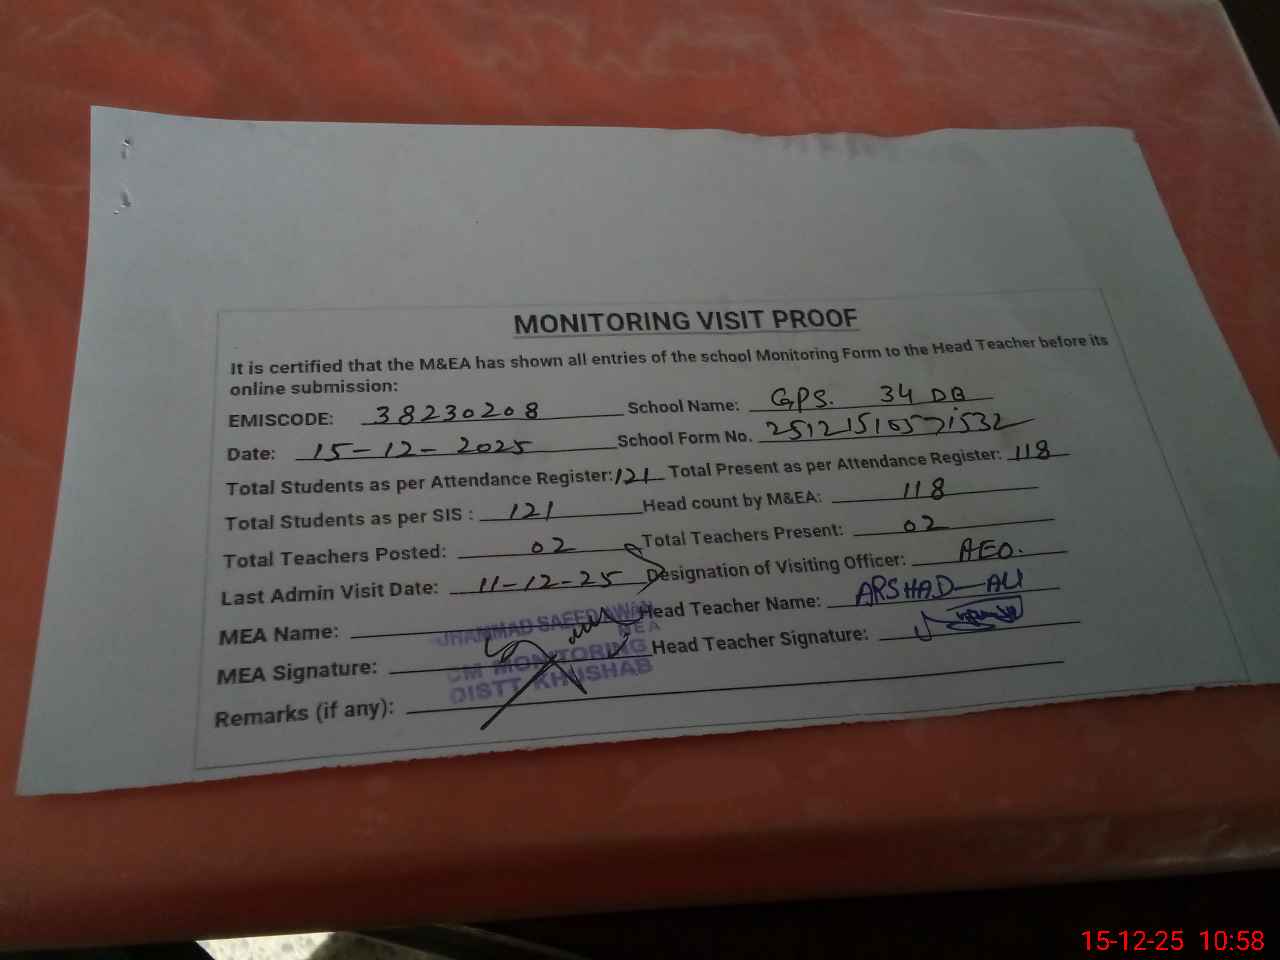 MONITORING VISIT PROOF
It is certified that the M&EA has shown all entries of the school Monitoring Form to the Head Teacher before its
online submission:
EMISCODE: 38230208 School Name: GPS. 34 DB
Date: 15-12-2025 School Form No. 25121510571532
Total Students as per Attendance Register: 121 Total Present as per Attendance Register: 118
Total Students as per SIS : 121 Head count by M&EA: 118
Total Teachers Posted: 02 Total Teachers Present: 02
Last Admin Visit Date: 11-12-25 Designation of Visiting Officer: AEO.
MEA Name: Head Teacher Name: ARSHAD ALI
MEA Signature: Head Teacher Signature:
Remarks (if any):
SAEED AWAN
MEA
CM MONITORING
DISTT KHUSHAB
15-12-25 10:58